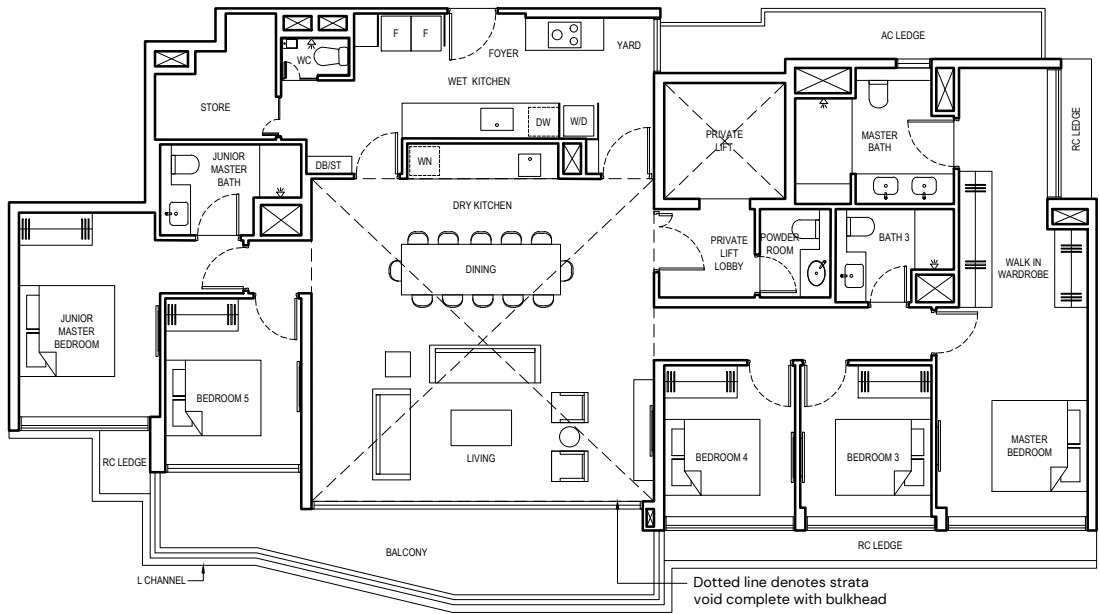 AC LEDGE
F
F
FOYER
YARD
WC
WET KITCHEN
STORE
DW
W/D
RC LEDGE
PRIVATE
LIFT
MASTER
BATH
JUNIOR
MASTER
BATH
DB/ST
WN
DRY KITCHEN
PRIVATE
LIFT
LOBBY
POWDER
ROOM
BATH 3
WALK IN
WARDROBE
DINING
JUNIOR
MASTER
BEDROOM
BEDROOM 5
LIVING
BEDROOM 4
BEDROOM 3
MASTER
BEDROOM
RC LEDGE
BALCONY
RC LEDGE
L CHANNEL
Dotted line denotes strata
void complete with bulkhead